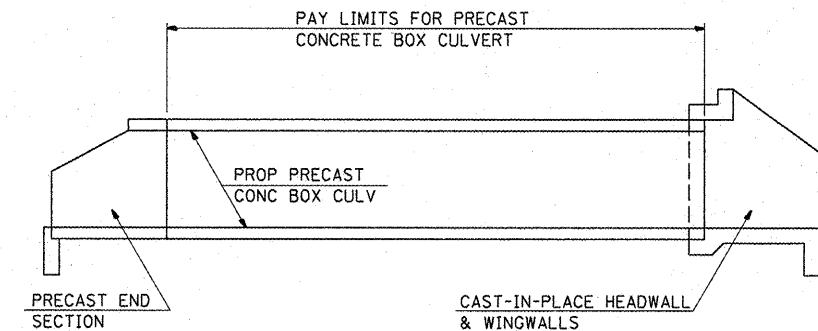 PAY LIMITS FOR PRECAST
CONCRETE BOX CULVERT
PROP PRECAST
CONC BOX CULV
PRECAST END
SECTION
CAST-IN-PLACE HEADWALL
& WINGWALLS